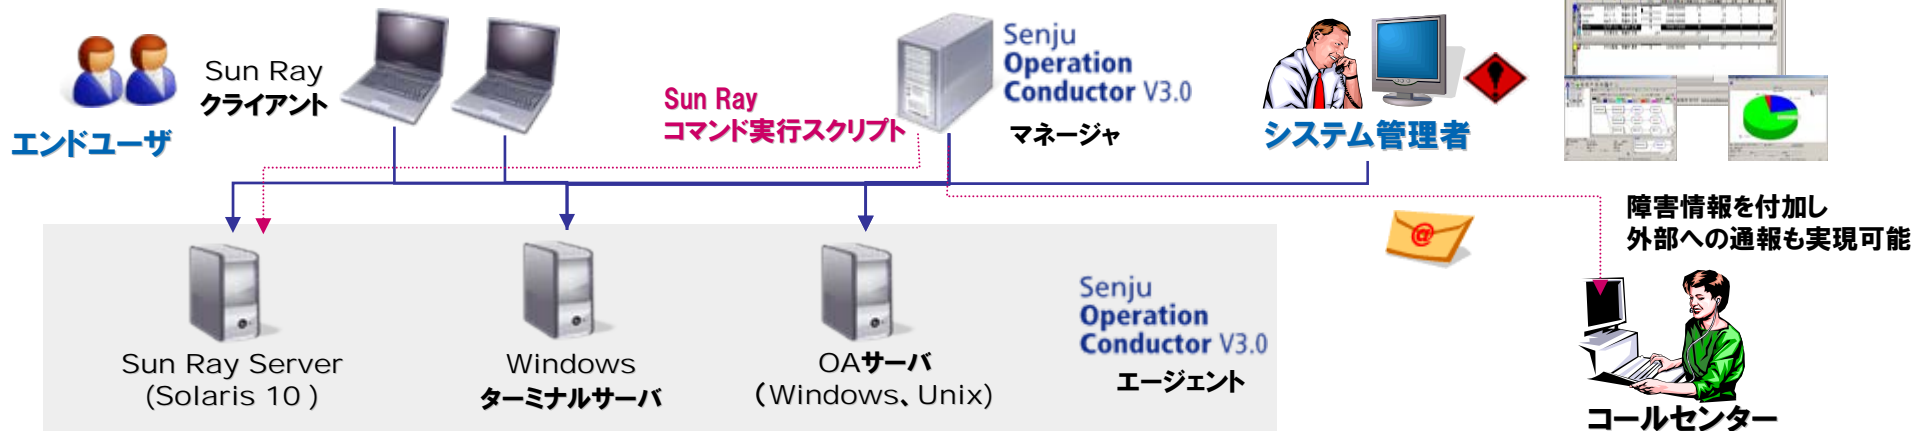 Sun Ray
クライアント
エンドユーザ
Sun Ray
コマンド実行スクリプト
Senju
Operation
Conductor V3.0
マネージャ
システム管理者
障害情報を付加し
外部への通報も実現可能
@
Sun Ray Server
(Solaris 10 )
Windows
ターミナルサーバ
OAサーバ
(Windows、Unix)
Senju
Operation
Conductor V3.0
エージェント
コールセンター